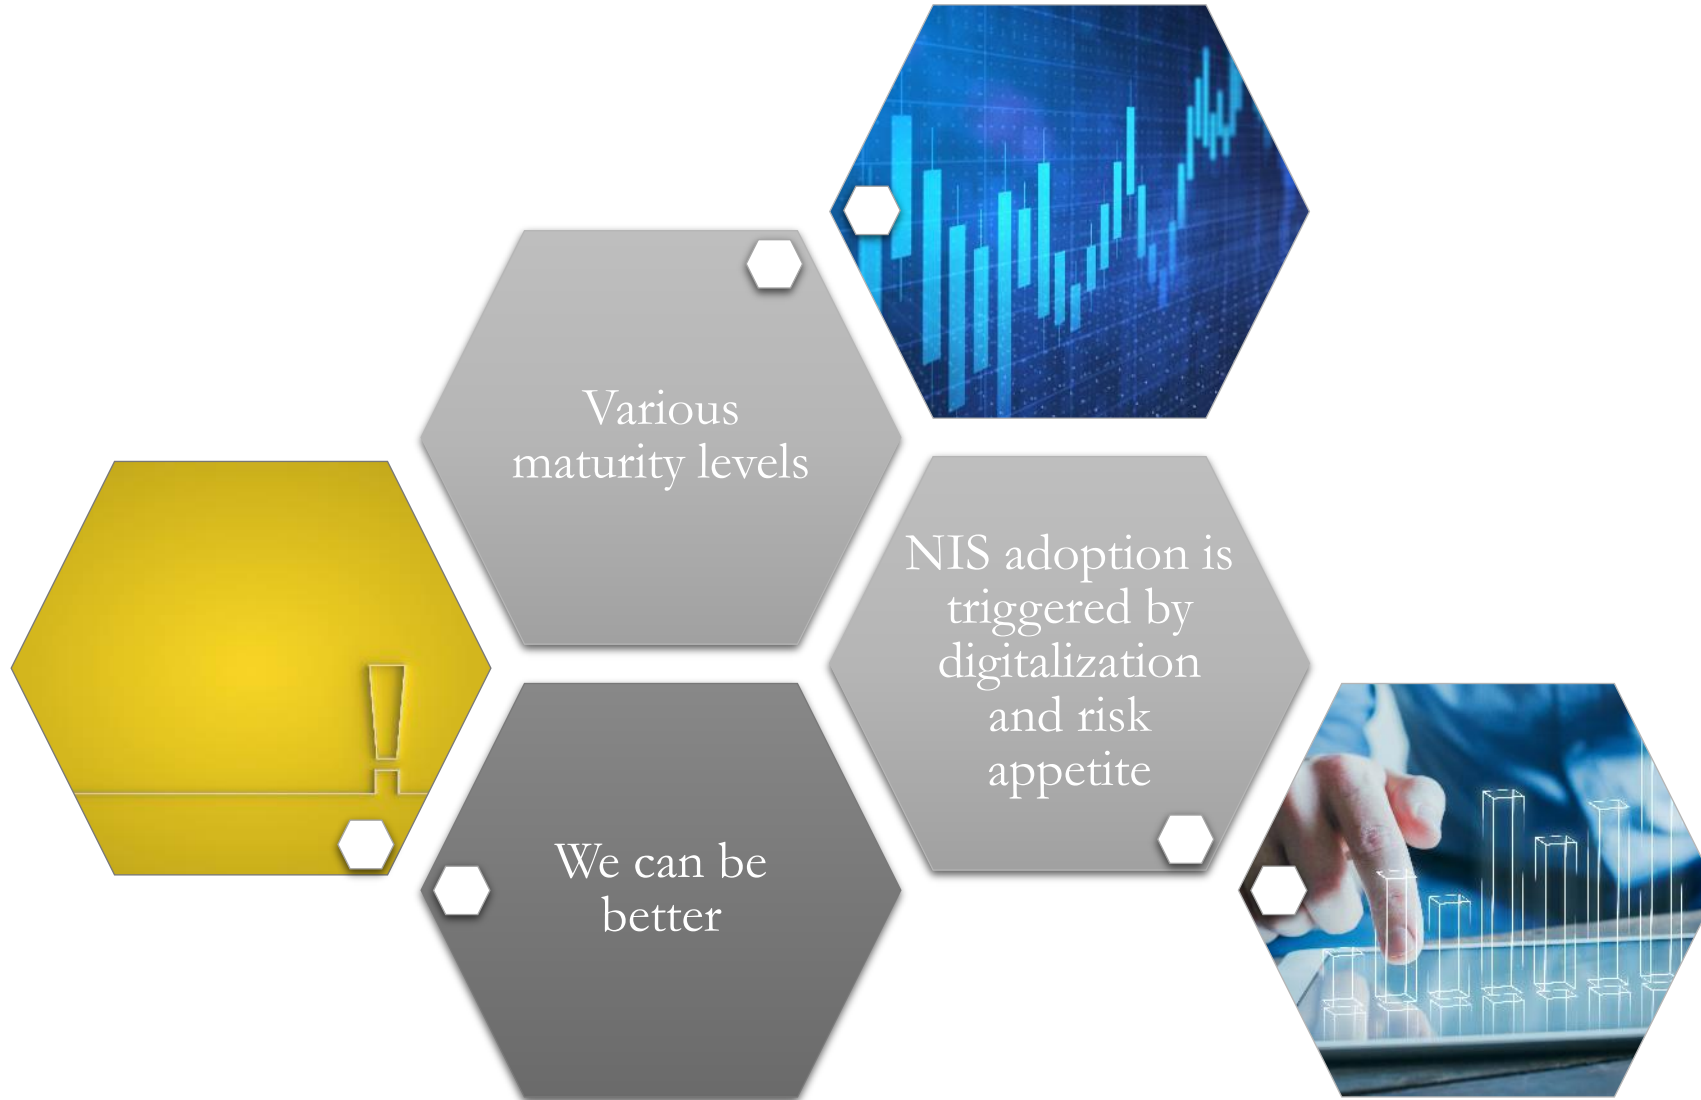 Various
maturity levels
NIS adoption is
triggered by
digitalization
and risk
appetite
We can be
better